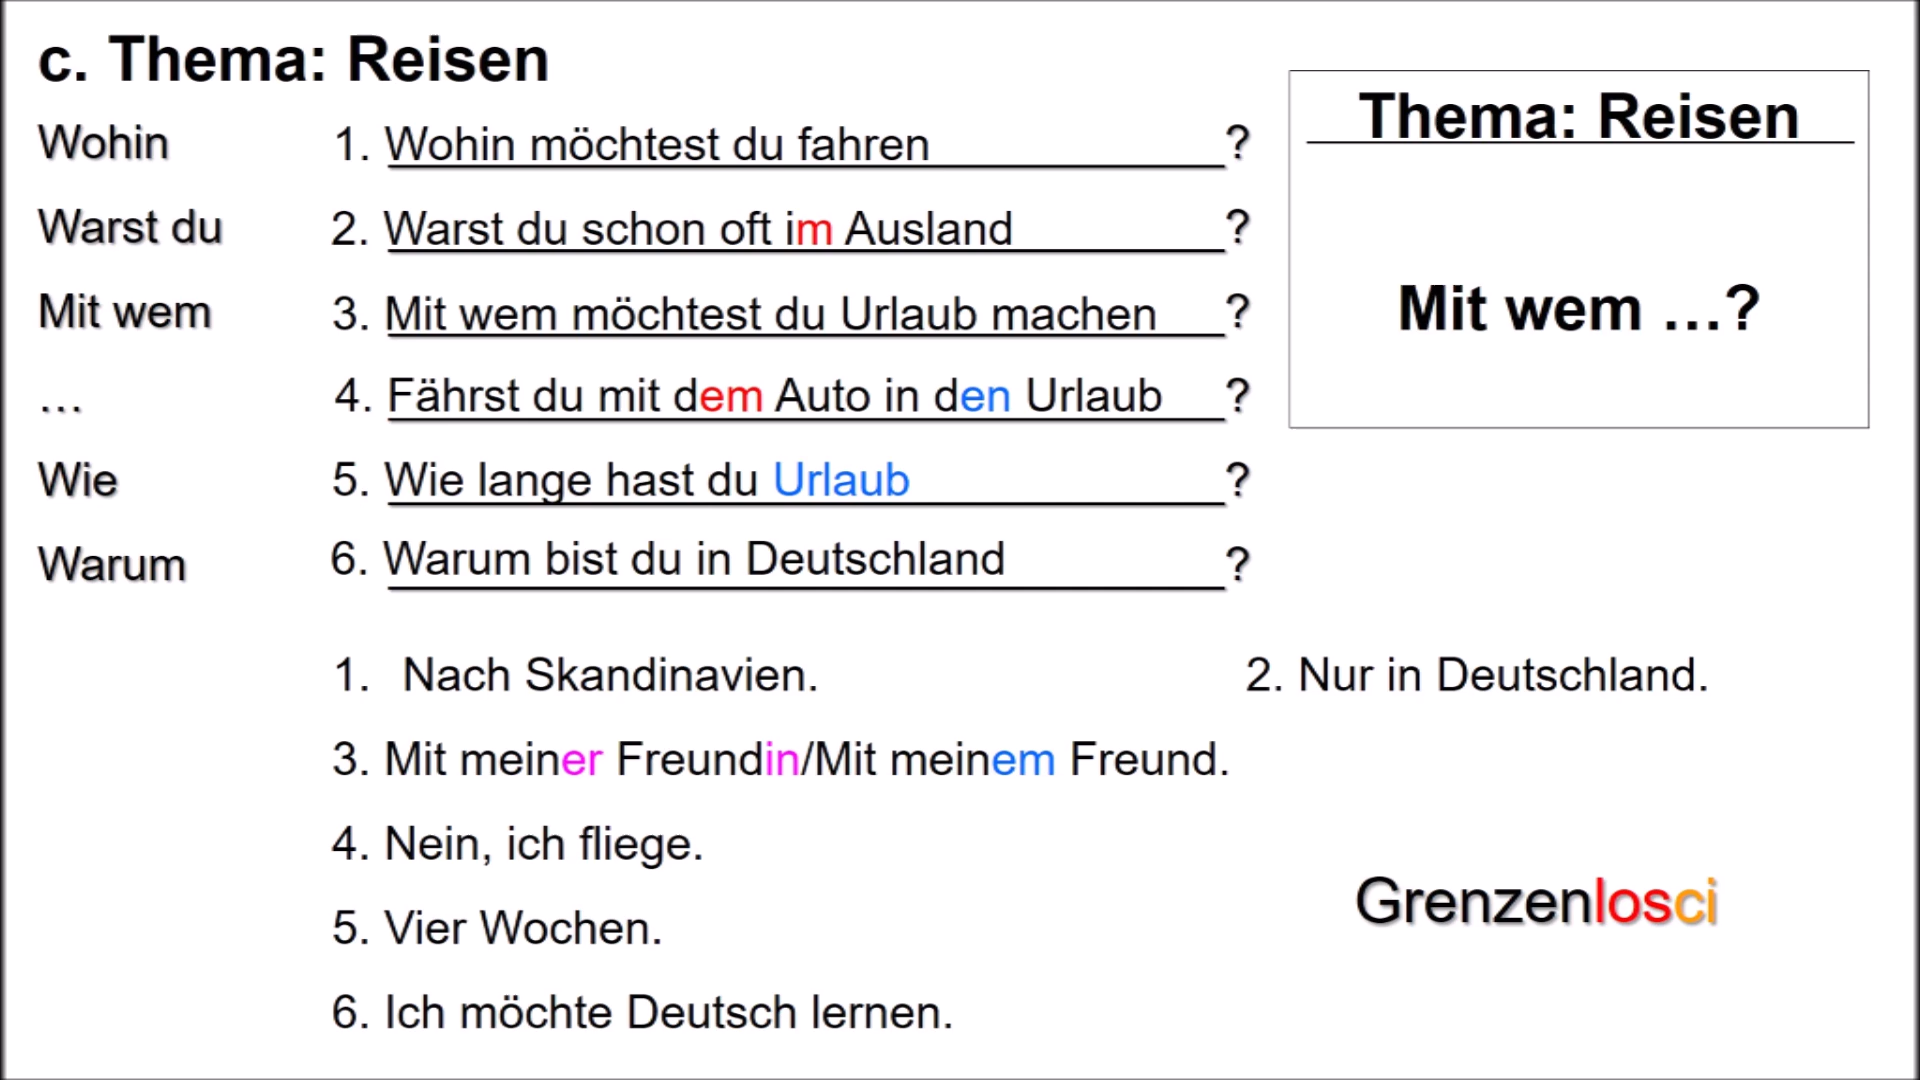 c. Thema: Reisen
Wohin 1. Wohin möchtest du fahren ?
Warst du 2. Warst du schon oft im Ausland ?
Mit wem 3. Mit wem möchtest du Urlaub machen ?
… 4. Fährst du mit dem Auto in den Urlaub ?
Wie 5. Wie lange hast du Urlaub ?
Warum 6. Warum bist du in Deutschland ?
Thema: Reisen
Mit wem …?
1. Nach Skandinavien. 2. Nur in Deutschland.
3. Mit meiner Freundin/Mit meinem Freund.
4. Nein, ich fliege.
5. Vier Wochen.
6. Ich möchte Deutsch lernen.
Grenzenlosci